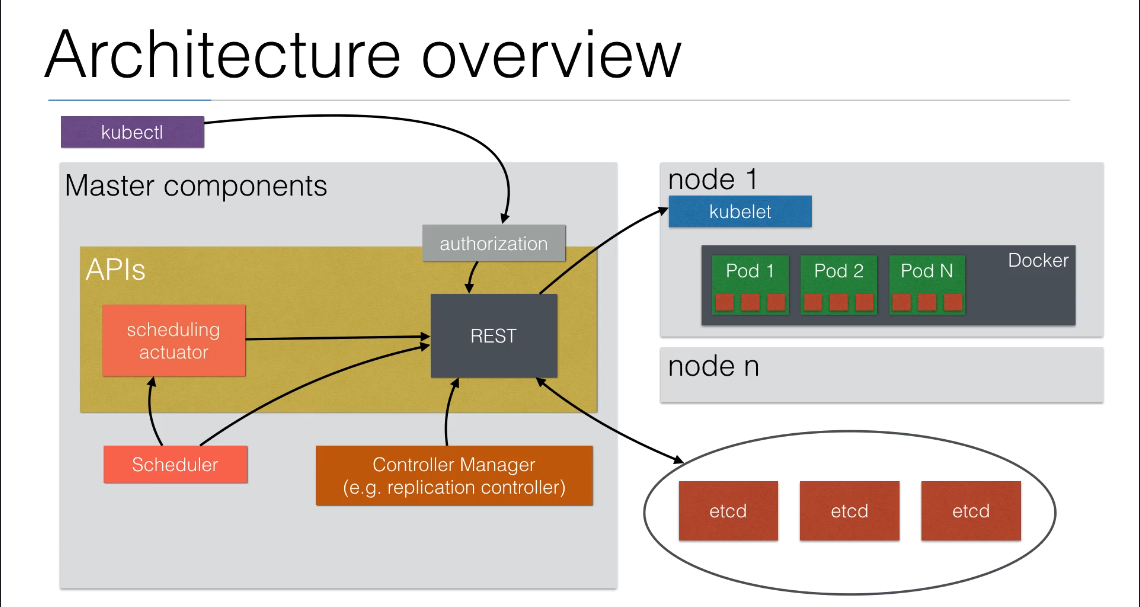 Architecture overview
kubectl
Master components
authorization
APIs
scheduling
actuator
REST
Scheduler
Controller Manager
(e.g. replication controller)
node 1
kubelet
Docker
Pod 1
Pod 2
Pod N
node n
etcd
etcd
etcd